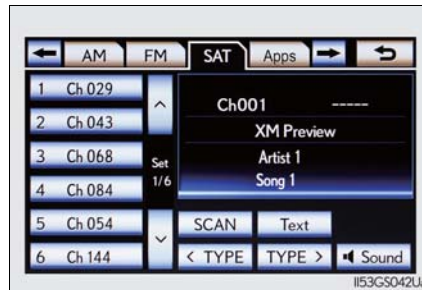 AM FM SAT Apps
1 Ch 029
2 Ch 043
3 Ch 068
4 Ch 084
5 Ch 054
6 Ch 144
Set
1/6
Ch001 -----
XM Preview
Artist 1
Song 1
SCAN Text
< TYPE TYPE > Sound
II53GS042Ua